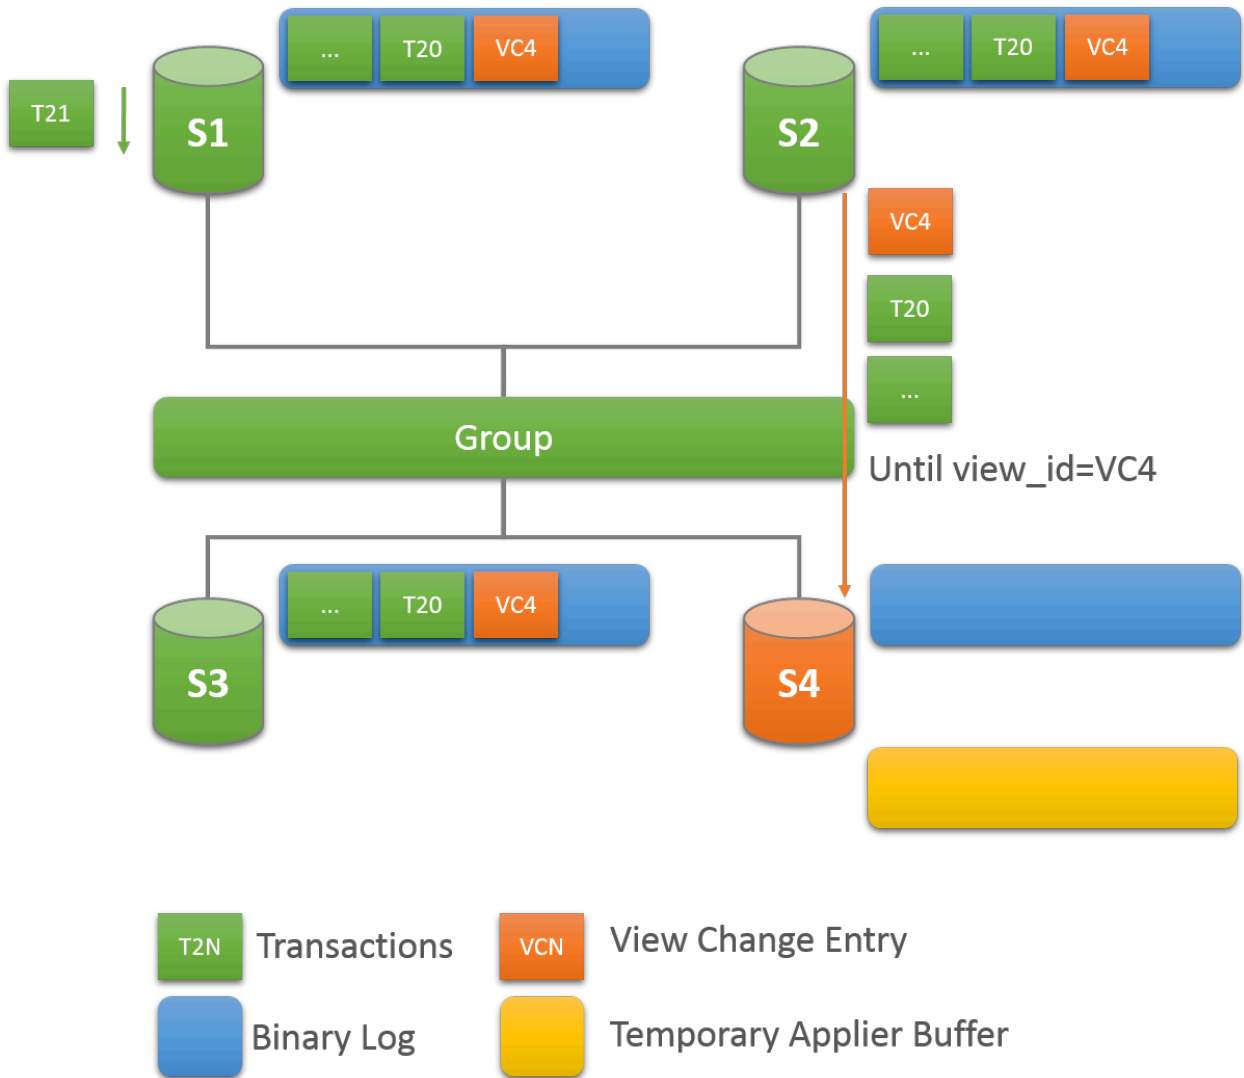 ... T20 VC4
... T20 VC4
T21
S1
S2
VC4
T20
...
Group
Until view_id=VC4
... T20 VC4
S3
S4
T2N Transactions
VCN View Change Entry
Binary Log
Temporary Applier Buffer